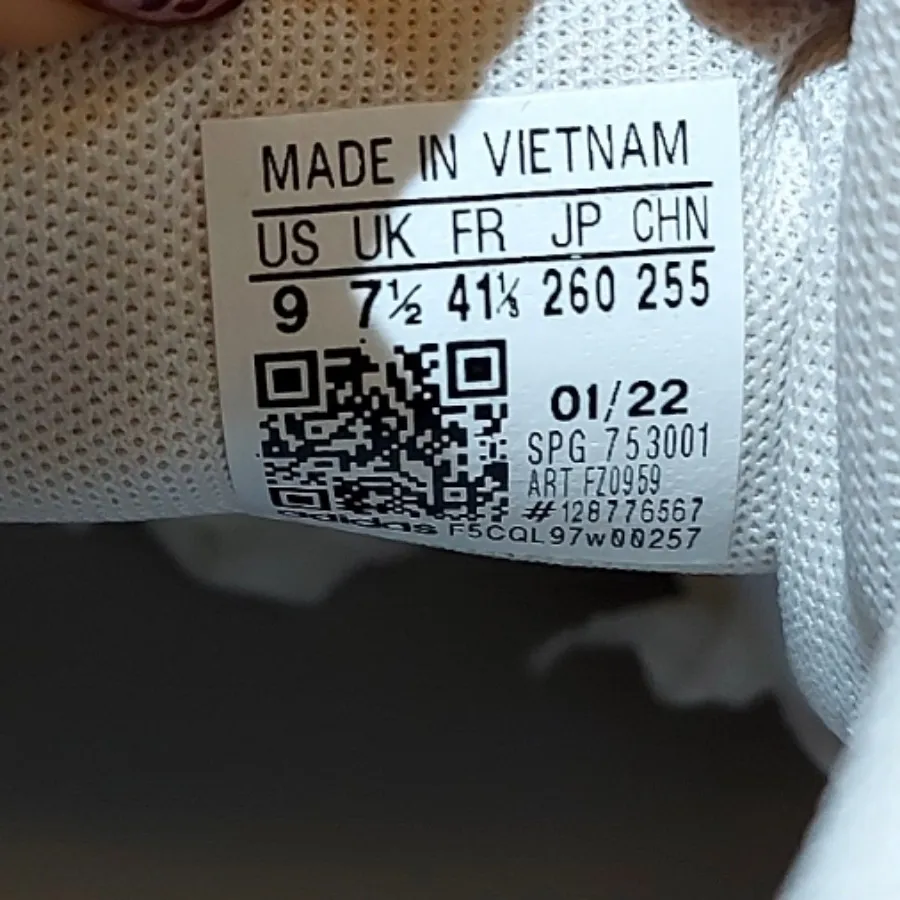 MADE IN VIETNAM
US UK FR JP CHN
9 7½ 41⅓ 260 255
01/22
SPG 753001
ART FZ0959
#128776567
adidas F5CQL97w00257